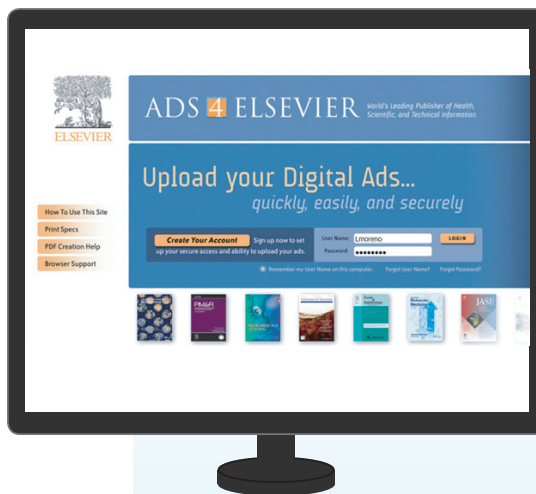 ELSEVIER
ADS 4 ELSEVIER
World's Leading Publisher of Health,
Scientific, and Technical Information.
Upload your Digital Ads...
quickly, easily, and securely
How To Use This Site
Print Specs
PDF Creation Help
Browser Support
Create Your Account Sign up now to set
up your secure access and ability to upload your ads.
User Name: Lmoreno LOGIN
Password: ••••••••
Remember my User Name on this computer. Forgot User Name? Forgot Password?
PM&R
JASE